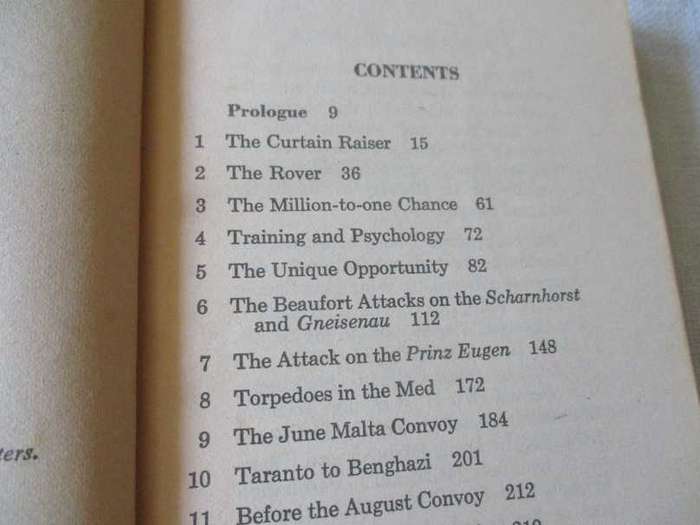 CONTENTS
Prologue 9
1 The Curtain Raiser 15
2 The Rover 36
3 The Million-to-one Chance 61
4 Training and Psychology 72
5 The Unique Opportunity 82
6 The Beaufort Attacks on the Scharnhorst
and Gneisenau 112
7 The Attack on the Prinz Eugen 148
8 Torpedoes in the Med 172
9 The June Malta Convoy 184
10 Taranto to Benghazi 201
11 Before the August Convoy 212